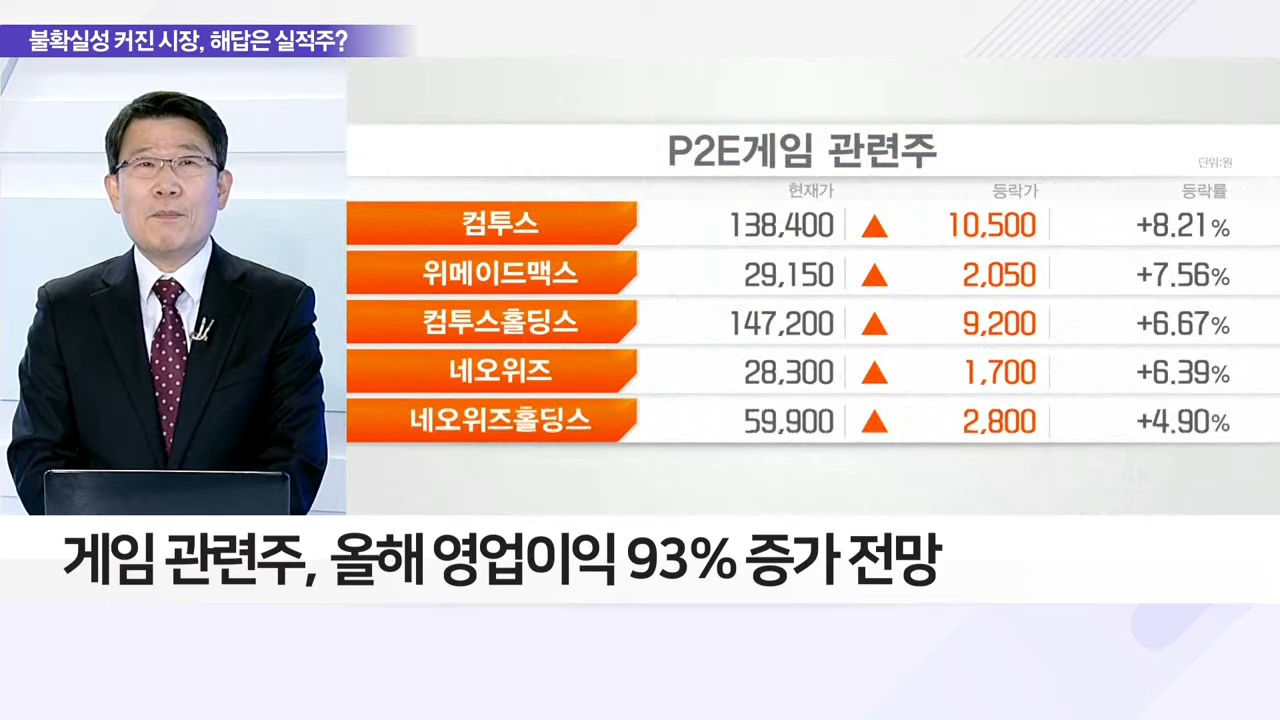 불확실성 커진 시장, 해답은 실적주?
P2E게임 관련주
단위:원
현재가 등락가 등락률
컴투스 138,400 ▲ 10,500 +8.21%
위메이드맥스 29,150 ▲ 2,050 +7.56%
컴투스홀딩스 147,200 ▲ 9,200 +6.67%
네오위즈 28,300 ▲ 1,700 +6.39%
네오위즈홀딩스 59,900 ▲ 2,800 +4.90%
게임 관련주, 올해 영업이익 93% 증가 전망